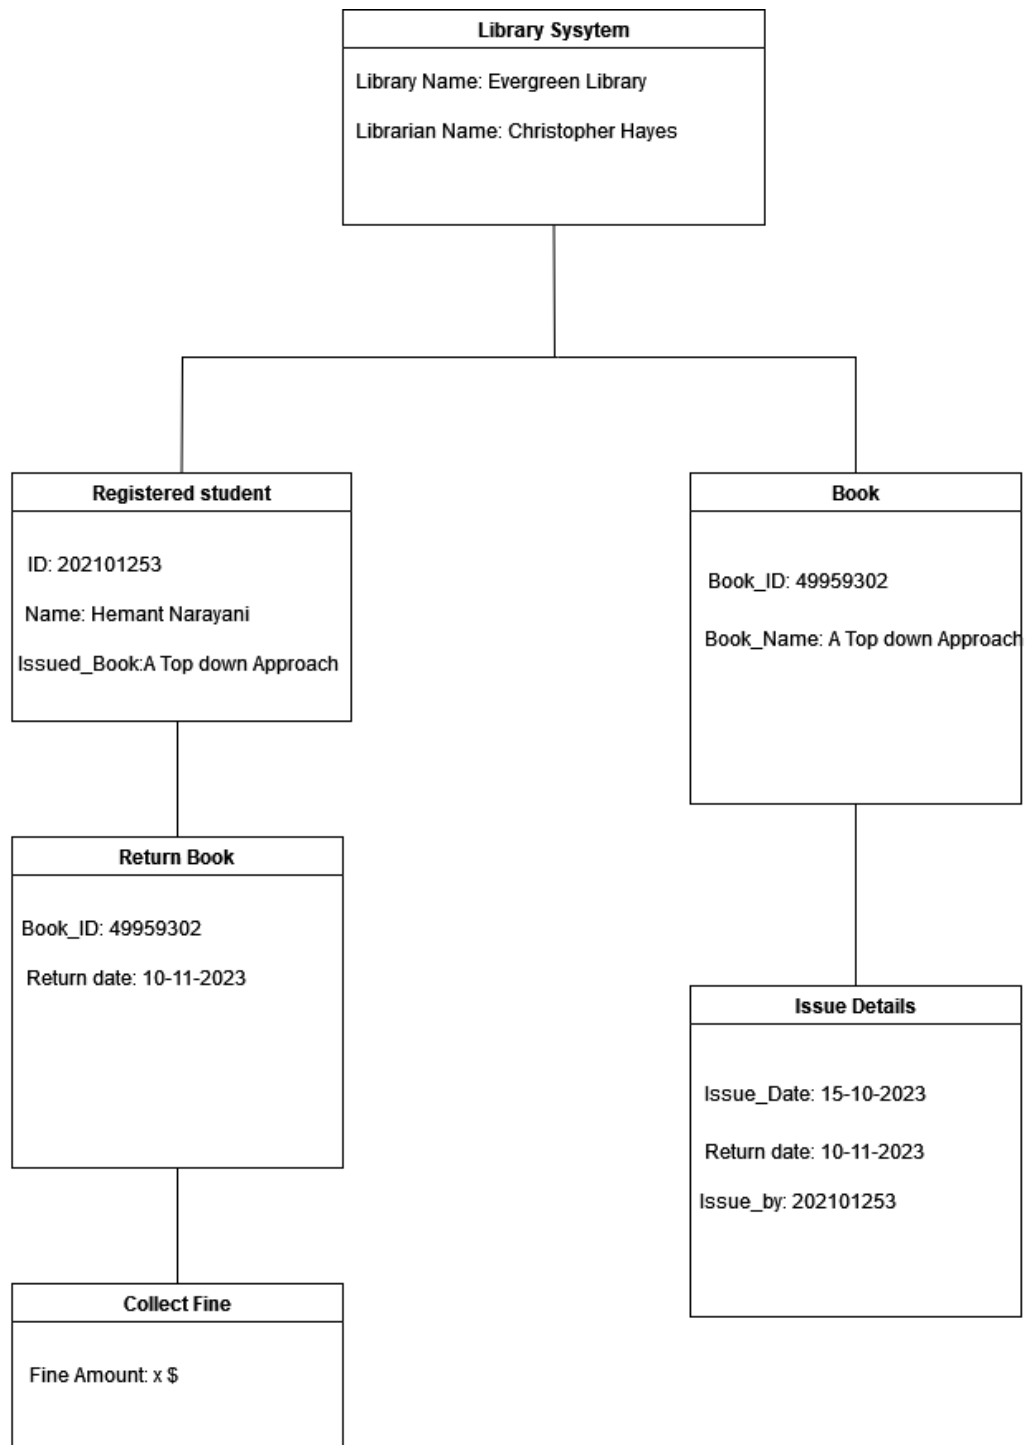 Library Sysytem
Library Name: Evergreen Library
Librarian Name: Christopher Hayes
Registered student
ID: 202101253
Name: Hemant Narayani
Issued_Book:A Top down Approach
Book
Book_ID: 49959302
Book_Name: A Top down Approach
Return Book
Book_ID: 49959302
Return date: 10-11-2023
Issue Details
Issue_Date: 15-10-2023
Return date: 10-11-2023
Issue_by: 202101253
Collect Fine
Fine Amount: x $